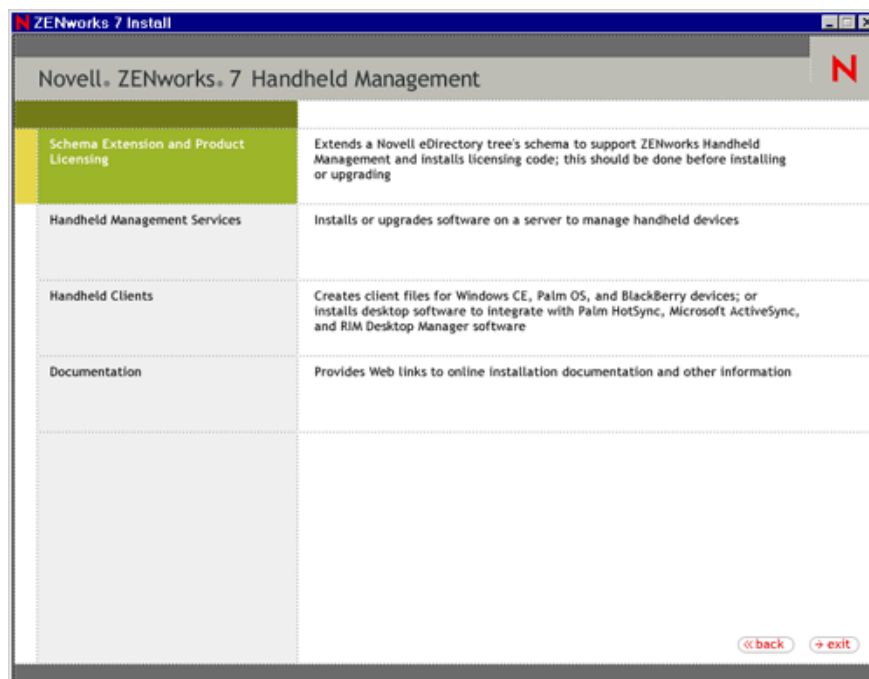 ZENworks 7 Install
Novell® ZENworks® 7 Handheld Management
N
Schema Extension and Product
Licensing
Extends a Novell eDirectory tree's schema to support ZENworks Handheld
Management and installs licensing code; this should be done before installing
or upgrading
Handheld Management Services
Installs or upgrades software on a server to manage handheld devices
Handheld Clients
Creates client files for Windows CE, Palm OS, and BlackBerry devices; or
installs desktop software to integrate with Palm HotSync, Microsoft ActiveSync,
and RIM Desktop Manager software
Documentation
Provides Web links to online installation documentation and other information
back
exit